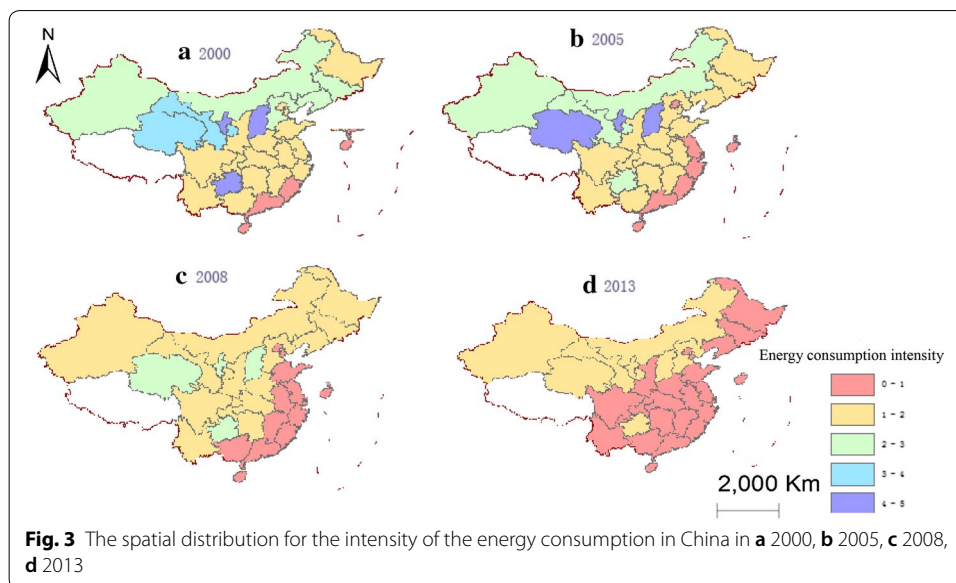 N
a 2000
b 2005
c 2008
d 2013
Energy consumption intensity
0 - 1
1 - 2
2 - 3
3 - 4
4 - 5
2,000 Km
Fig. 3 The spatial distribution for the intensity of the energy consumption in China in a 2000, b 2005, c 2008,
d 2013